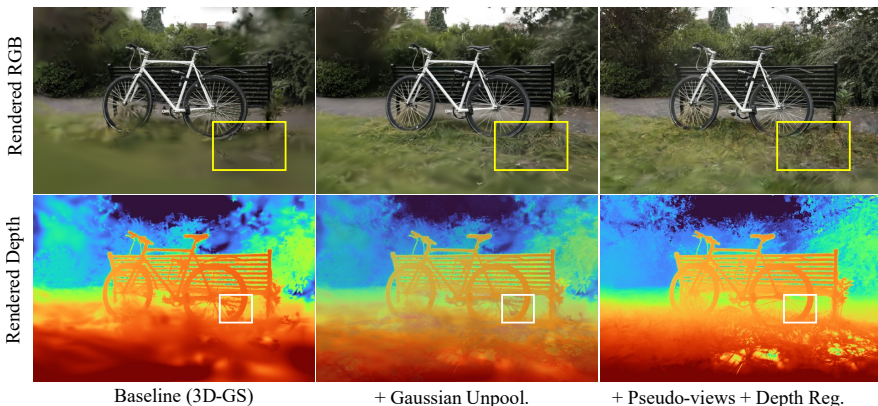 Rendered RGB
Rendered Depth
Baseline (3D-GS)
+ Gaussian Unpool.
+ Pseudo-views + Depth Reg.